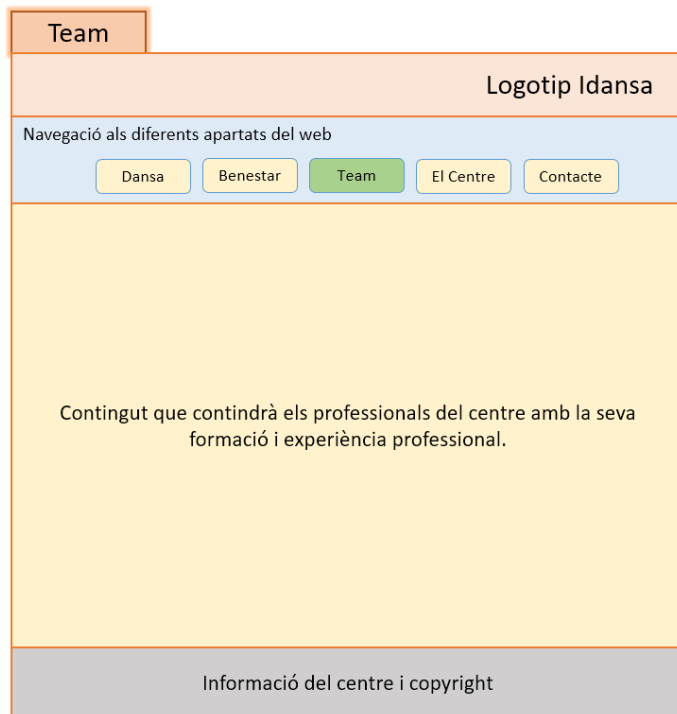 Team
Logotip Idansa
Navegació als diferents apartats del web
Dansa
Benestar
Team
El Centre
Contacte
Contingut que contindrà els professionals del centre amb la seva
formació i experiència professional.
Informació del centre i copyright